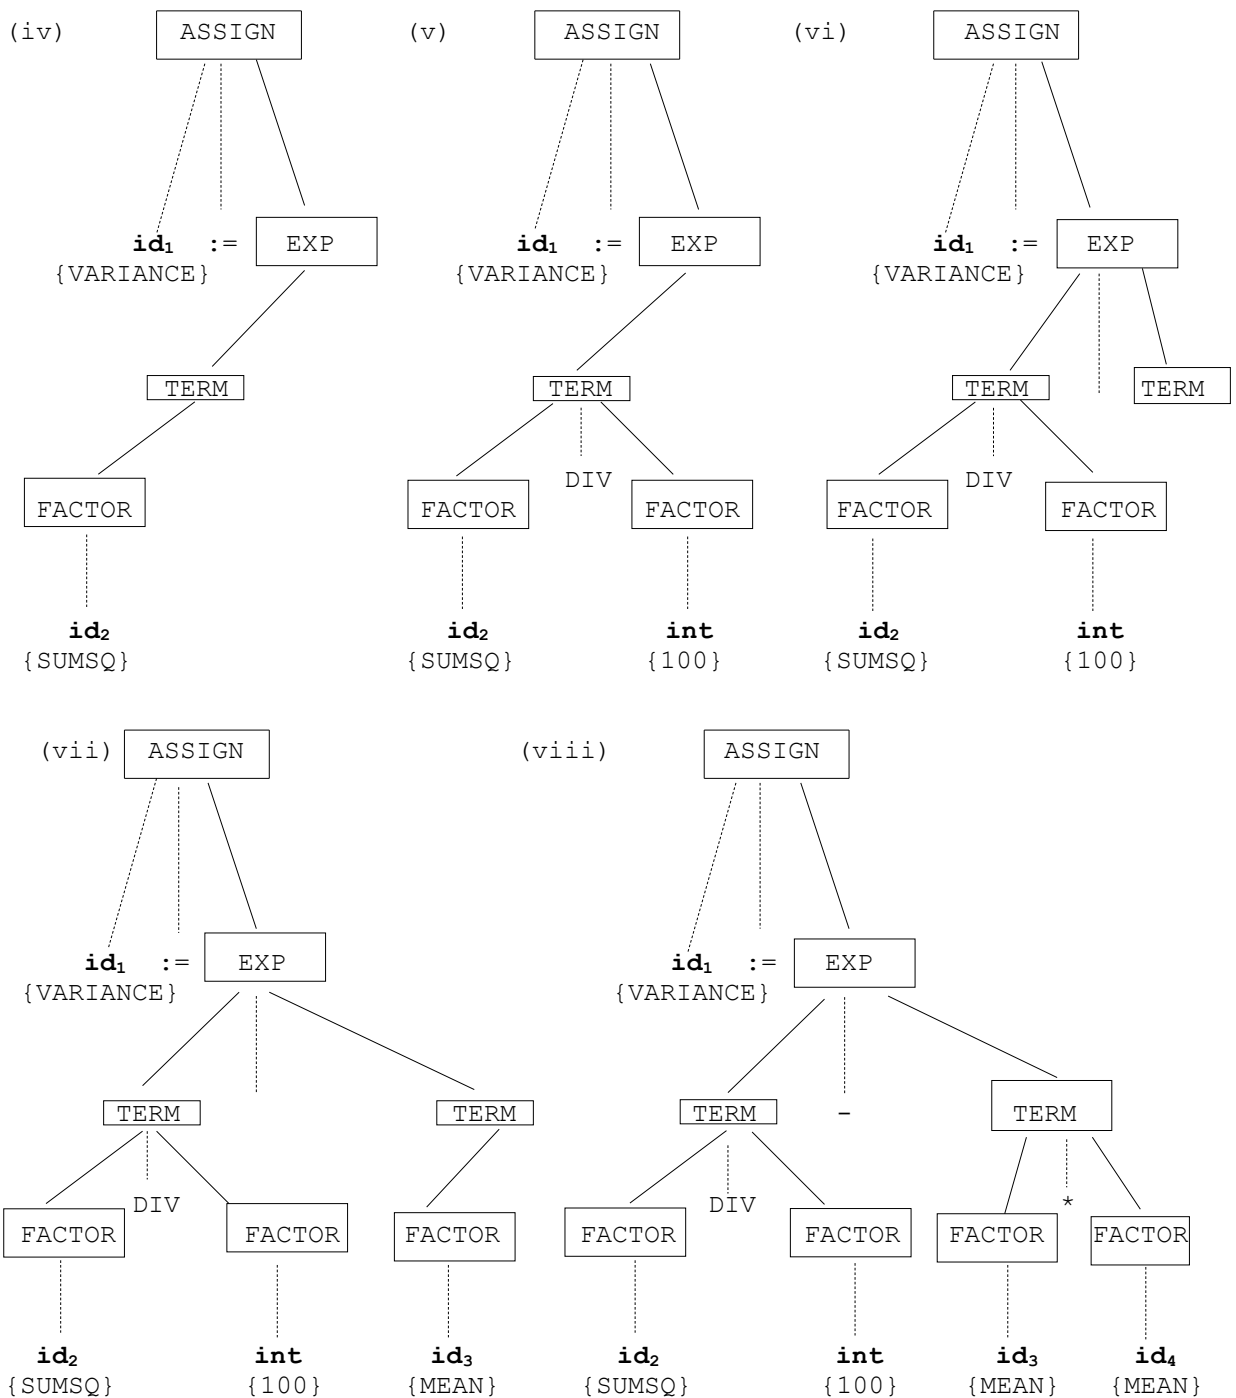 (iv) ASSIGN (v) ASSIGN (vi) ASSIGN
id₁ := EXP id₁ := EXP id₁ := EXP
{VARIANCE} {VARIANCE} {VARIANCE}
TERM TERM TERM TERM
DIV DIV
FACTOR FACTOR FACTOR FACTOR FACTOR
id₂ id₂ int id₂ int
{SUMSQ} {SUMSQ} {100} {SUMSQ} {100}
(vii) ASSIGN (viii) ASSIGN
id₁ := EXP id₁ := EXP
{VARIANCE} {VARIANCE}
TERM TERM TERM - TERM
DIV DIV *
FACTOR FACTOR FACTOR FACTOR FACTOR FACTOR FACTOR
id₂ int id₃ id₂ int id₃ id₄
{SUMSQ} {100} {MEAN} {SUMSQ} {100} {MEAN} {MEAN}